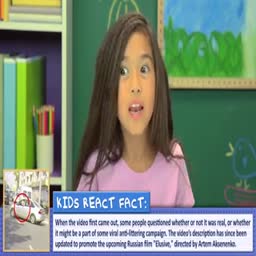 KIDS REACT FACT:
When the video first came out, some people questioned whether or not it was real, or whether
it might be a part of some viral anti-littering campaign. The video's description has since been
updated to promote the upcoming Russian film "Elusive," directed by Artem Aksenenko.